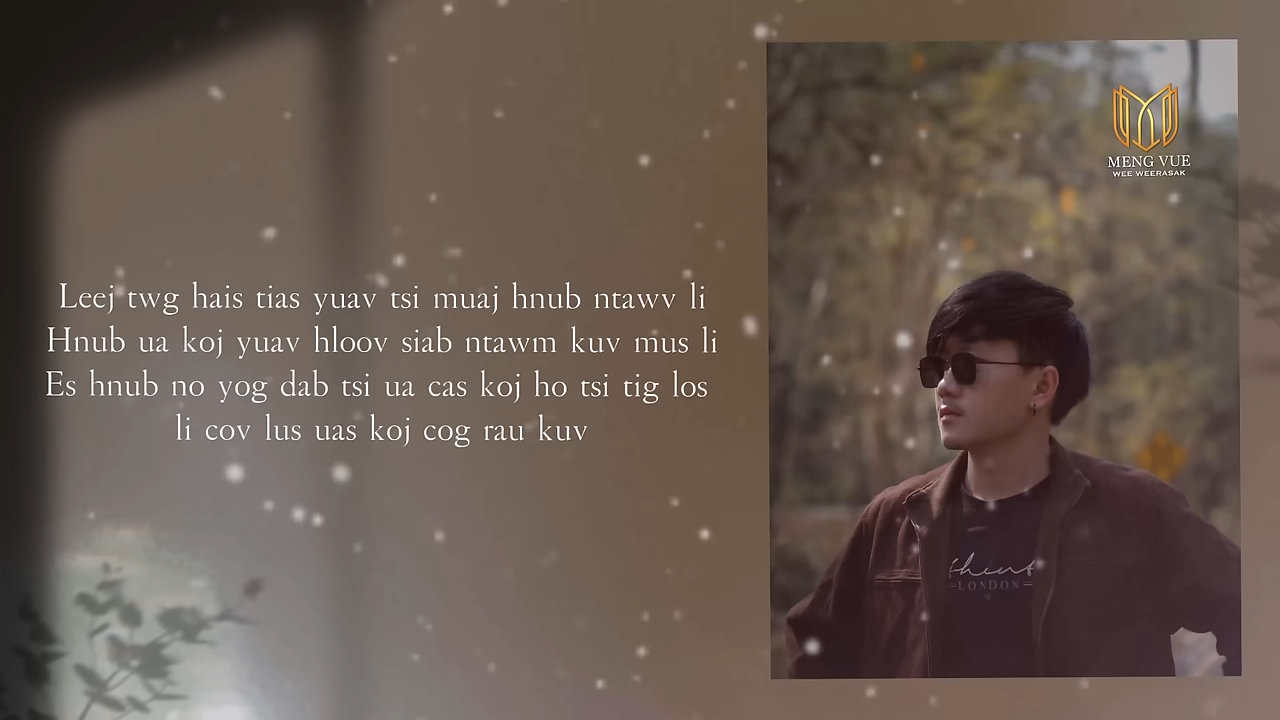 Leej twg hais tias yuav tsi muaj hnub ntawv li
Hnub ua koj yuav hloov siab ntawm kuv mus li
Es hnub no yog dab tsi ua cas koj ho tsi tig los
li cov lus uas koj cog rau kuv
MENG VUE
WEE WEERASAK
LONDON